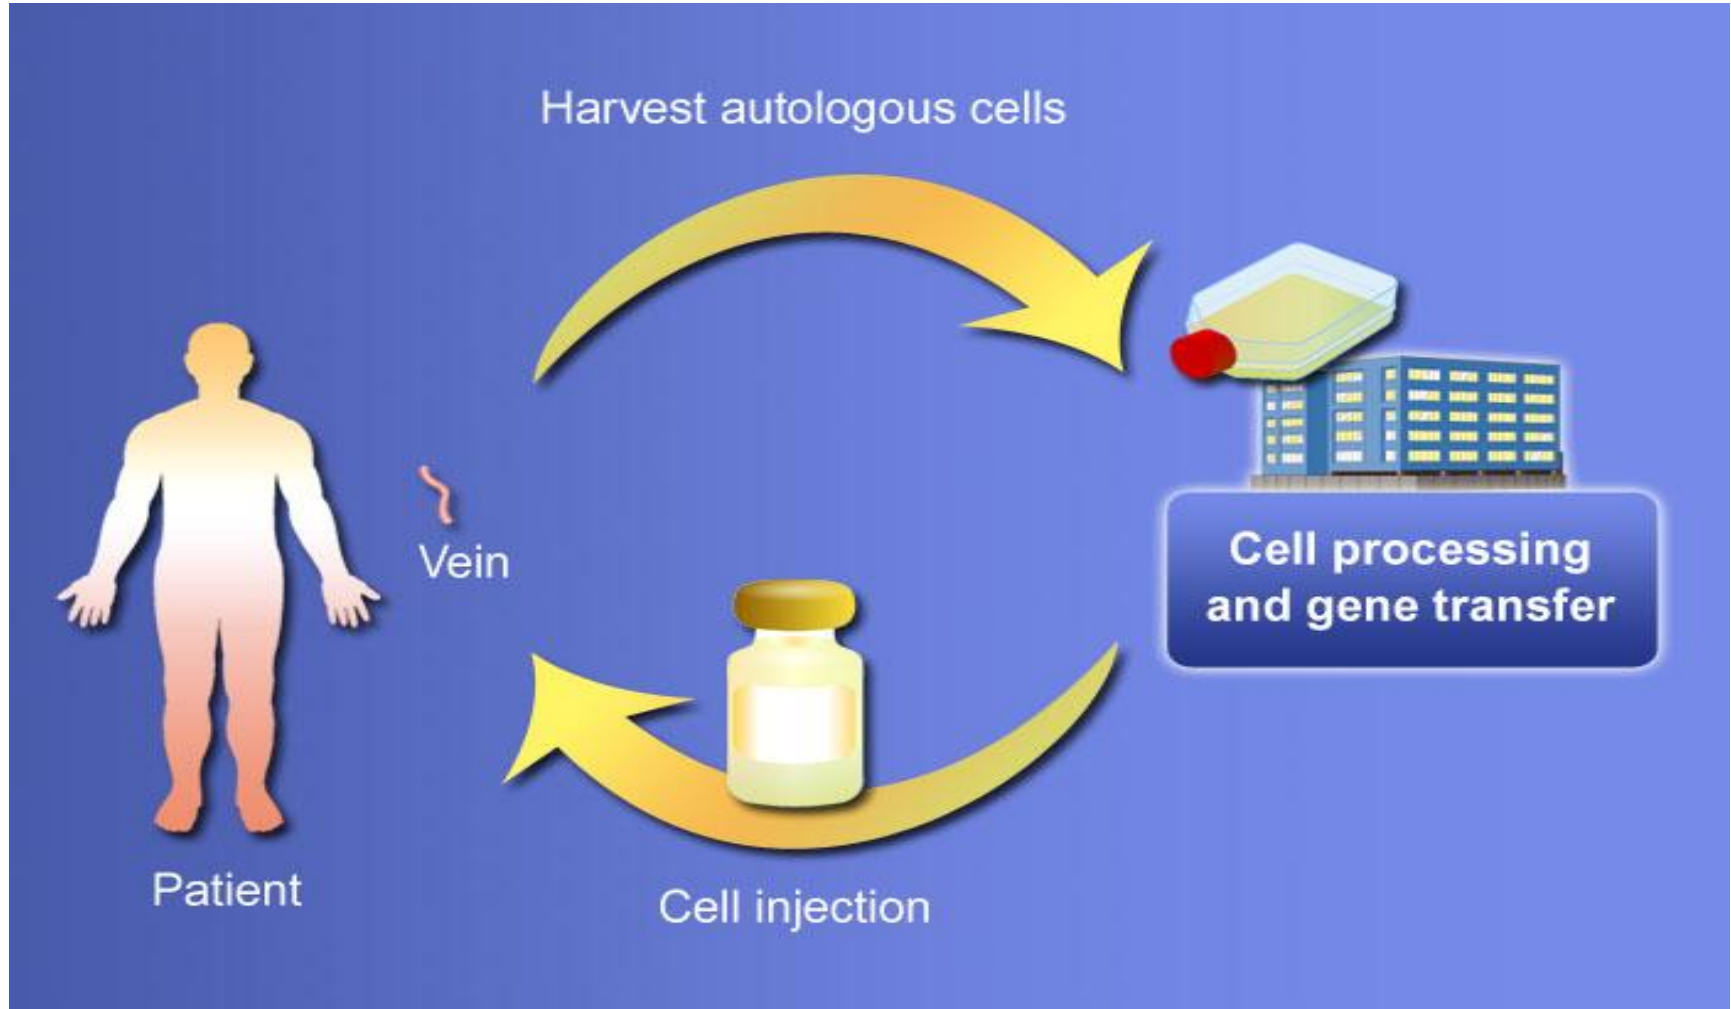 Harvest autologous cells
Vein
Cell processing
and gene transfer
Patient
Cell injection